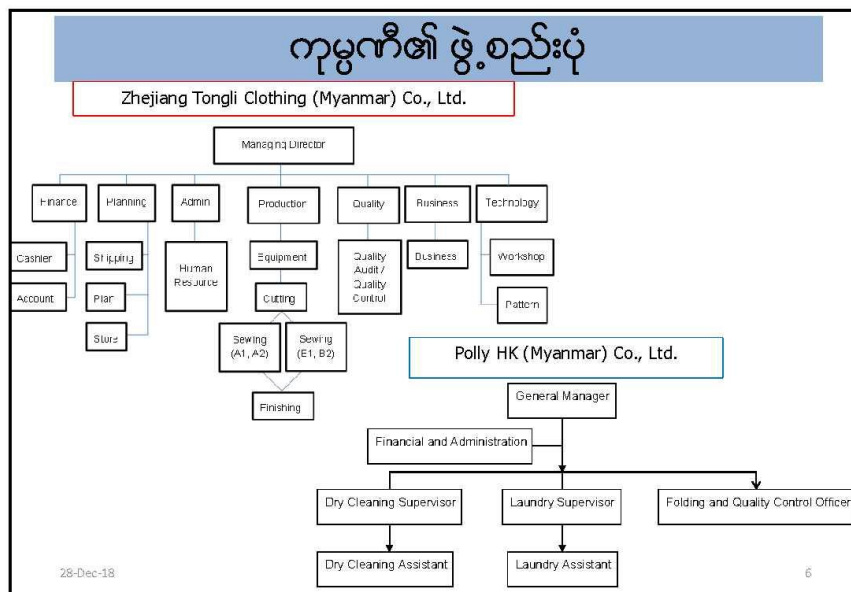 ကုမ္ပဏီ၏ ဖွဲ့စည်းပုံ
Zhejiang Tongli Clothing (Myanmar) Co., Ltd.
Managing Director
Finance
Planning
Admin
Production
Quality
Business
Technology
Cashier
Shipping
Human
Resource
Equipment
Quality
Audit /
Quality
Control
Business
Workshop
Account
Plan
Cutting
Pattern
Store
Sewing
(A1, A2)
Sewing
(B1, B2)
Finishing
Polly HK (Myanmar) Co., Ltd.
General Manager
Financial and Administration
Dry Cleaning Supervisor
Laundry Supervisor
Folding and Quality Control Officer
Dry Cleaning Assistant
Laundry Assistant
28-Dec-18
6